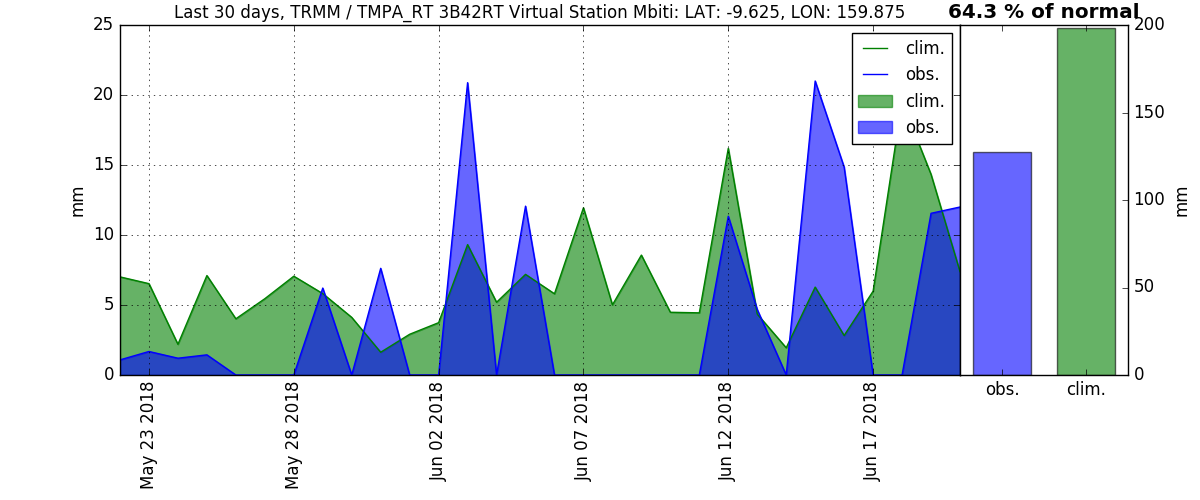 Last 30 days, TRMM / TMPA_RT 3B42RT Virtual Station Mbiti: LAT: -9.625, LON: 159.875
64.3 % of normal
25
20
15
10
5
0
mm
clim.
obs.
clim.
obs.
May 23 2018
May 28 2018
Jun 02 2018
Jun 07 2018
Jun 12 2018
Jun 17 2018
200
150
100
50
0
mm
obs.
clim.